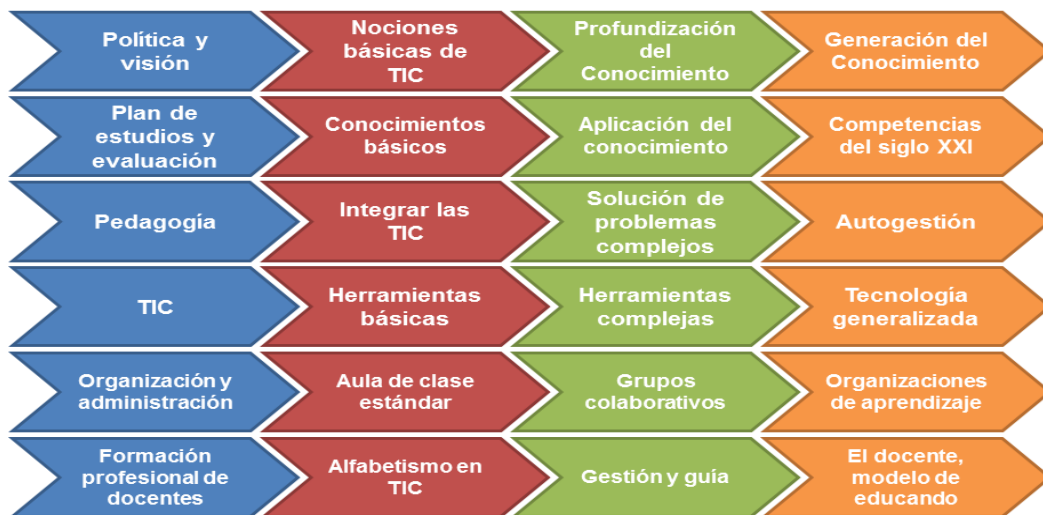 Política y
visión
Nociones
básicas de
TIC
Profundización
del
Conocimiento
Generación del
Conocimiento
Plan de
estudios y
evaluación
Conocimientos
básicos
Aplicación del
conocimiento
Competencias
del siglo XXI
Pedagogía
Integrar las
TIC
Solución de
problemas
complejos
Autogestión
TIC
Herramientas
básicas
Herramientas
complejas
Tecnología
generalizada
Organización y
administración
Aula de clase
estándar
Grupos
colaborativos
Organizaciones
de aprendizaje
Formación
profesional de
docentes
Alfabetismo en
TIC
Gestión y guía
El docente,
modelo de
educando